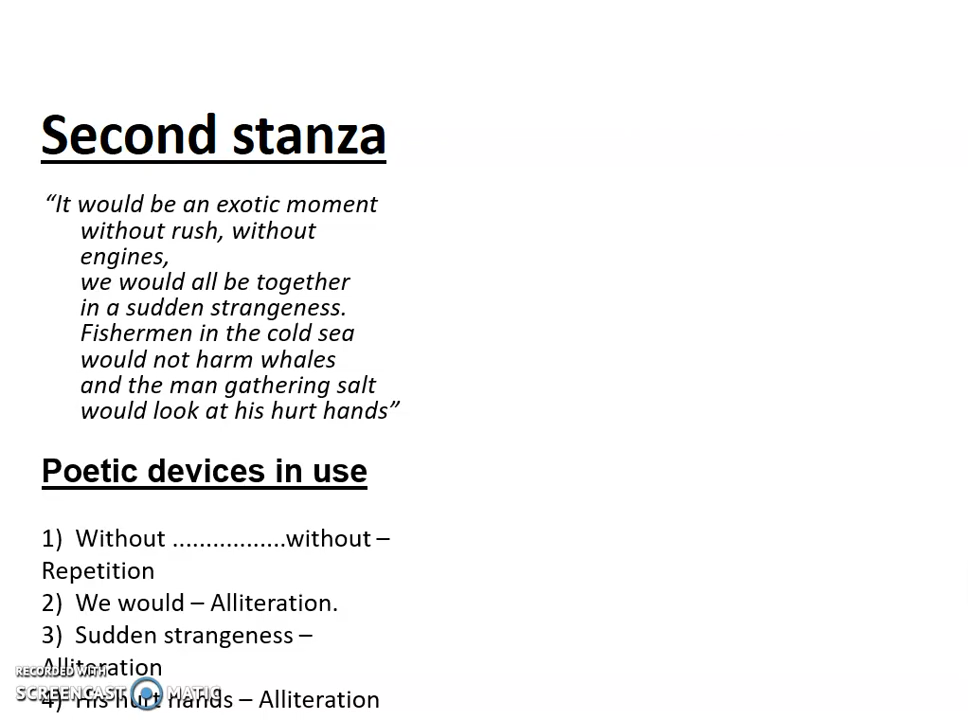 Second stanza
“It would be an exotic moment
without rush, without
engines,
we would all be together
in a sudden strangeness.
Fishermen in the cold sea
would not harm whales
and the man gathering salt
would look at his hurt hands”
Poetic devices in use
1) Without .................without –
Repetition
2) We would – Alliteration.
3) Sudden strangeness –
Alliteration
RECORDED WITH
SCREENCAST MATIC
4) His hurt hands – Alliteration